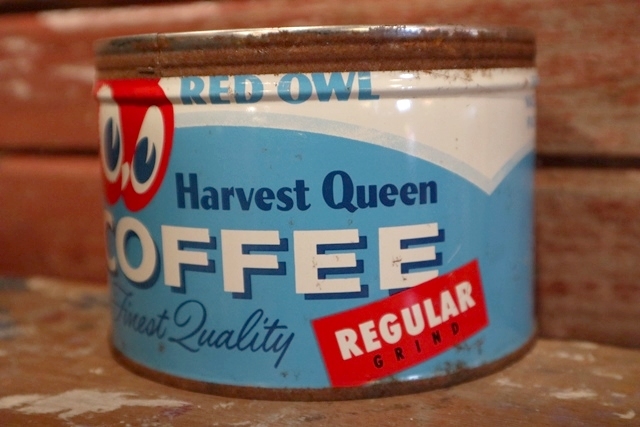 RED OWL
Harvest Queen
COFFEE
Finest Quality
REGULAR
GRIND